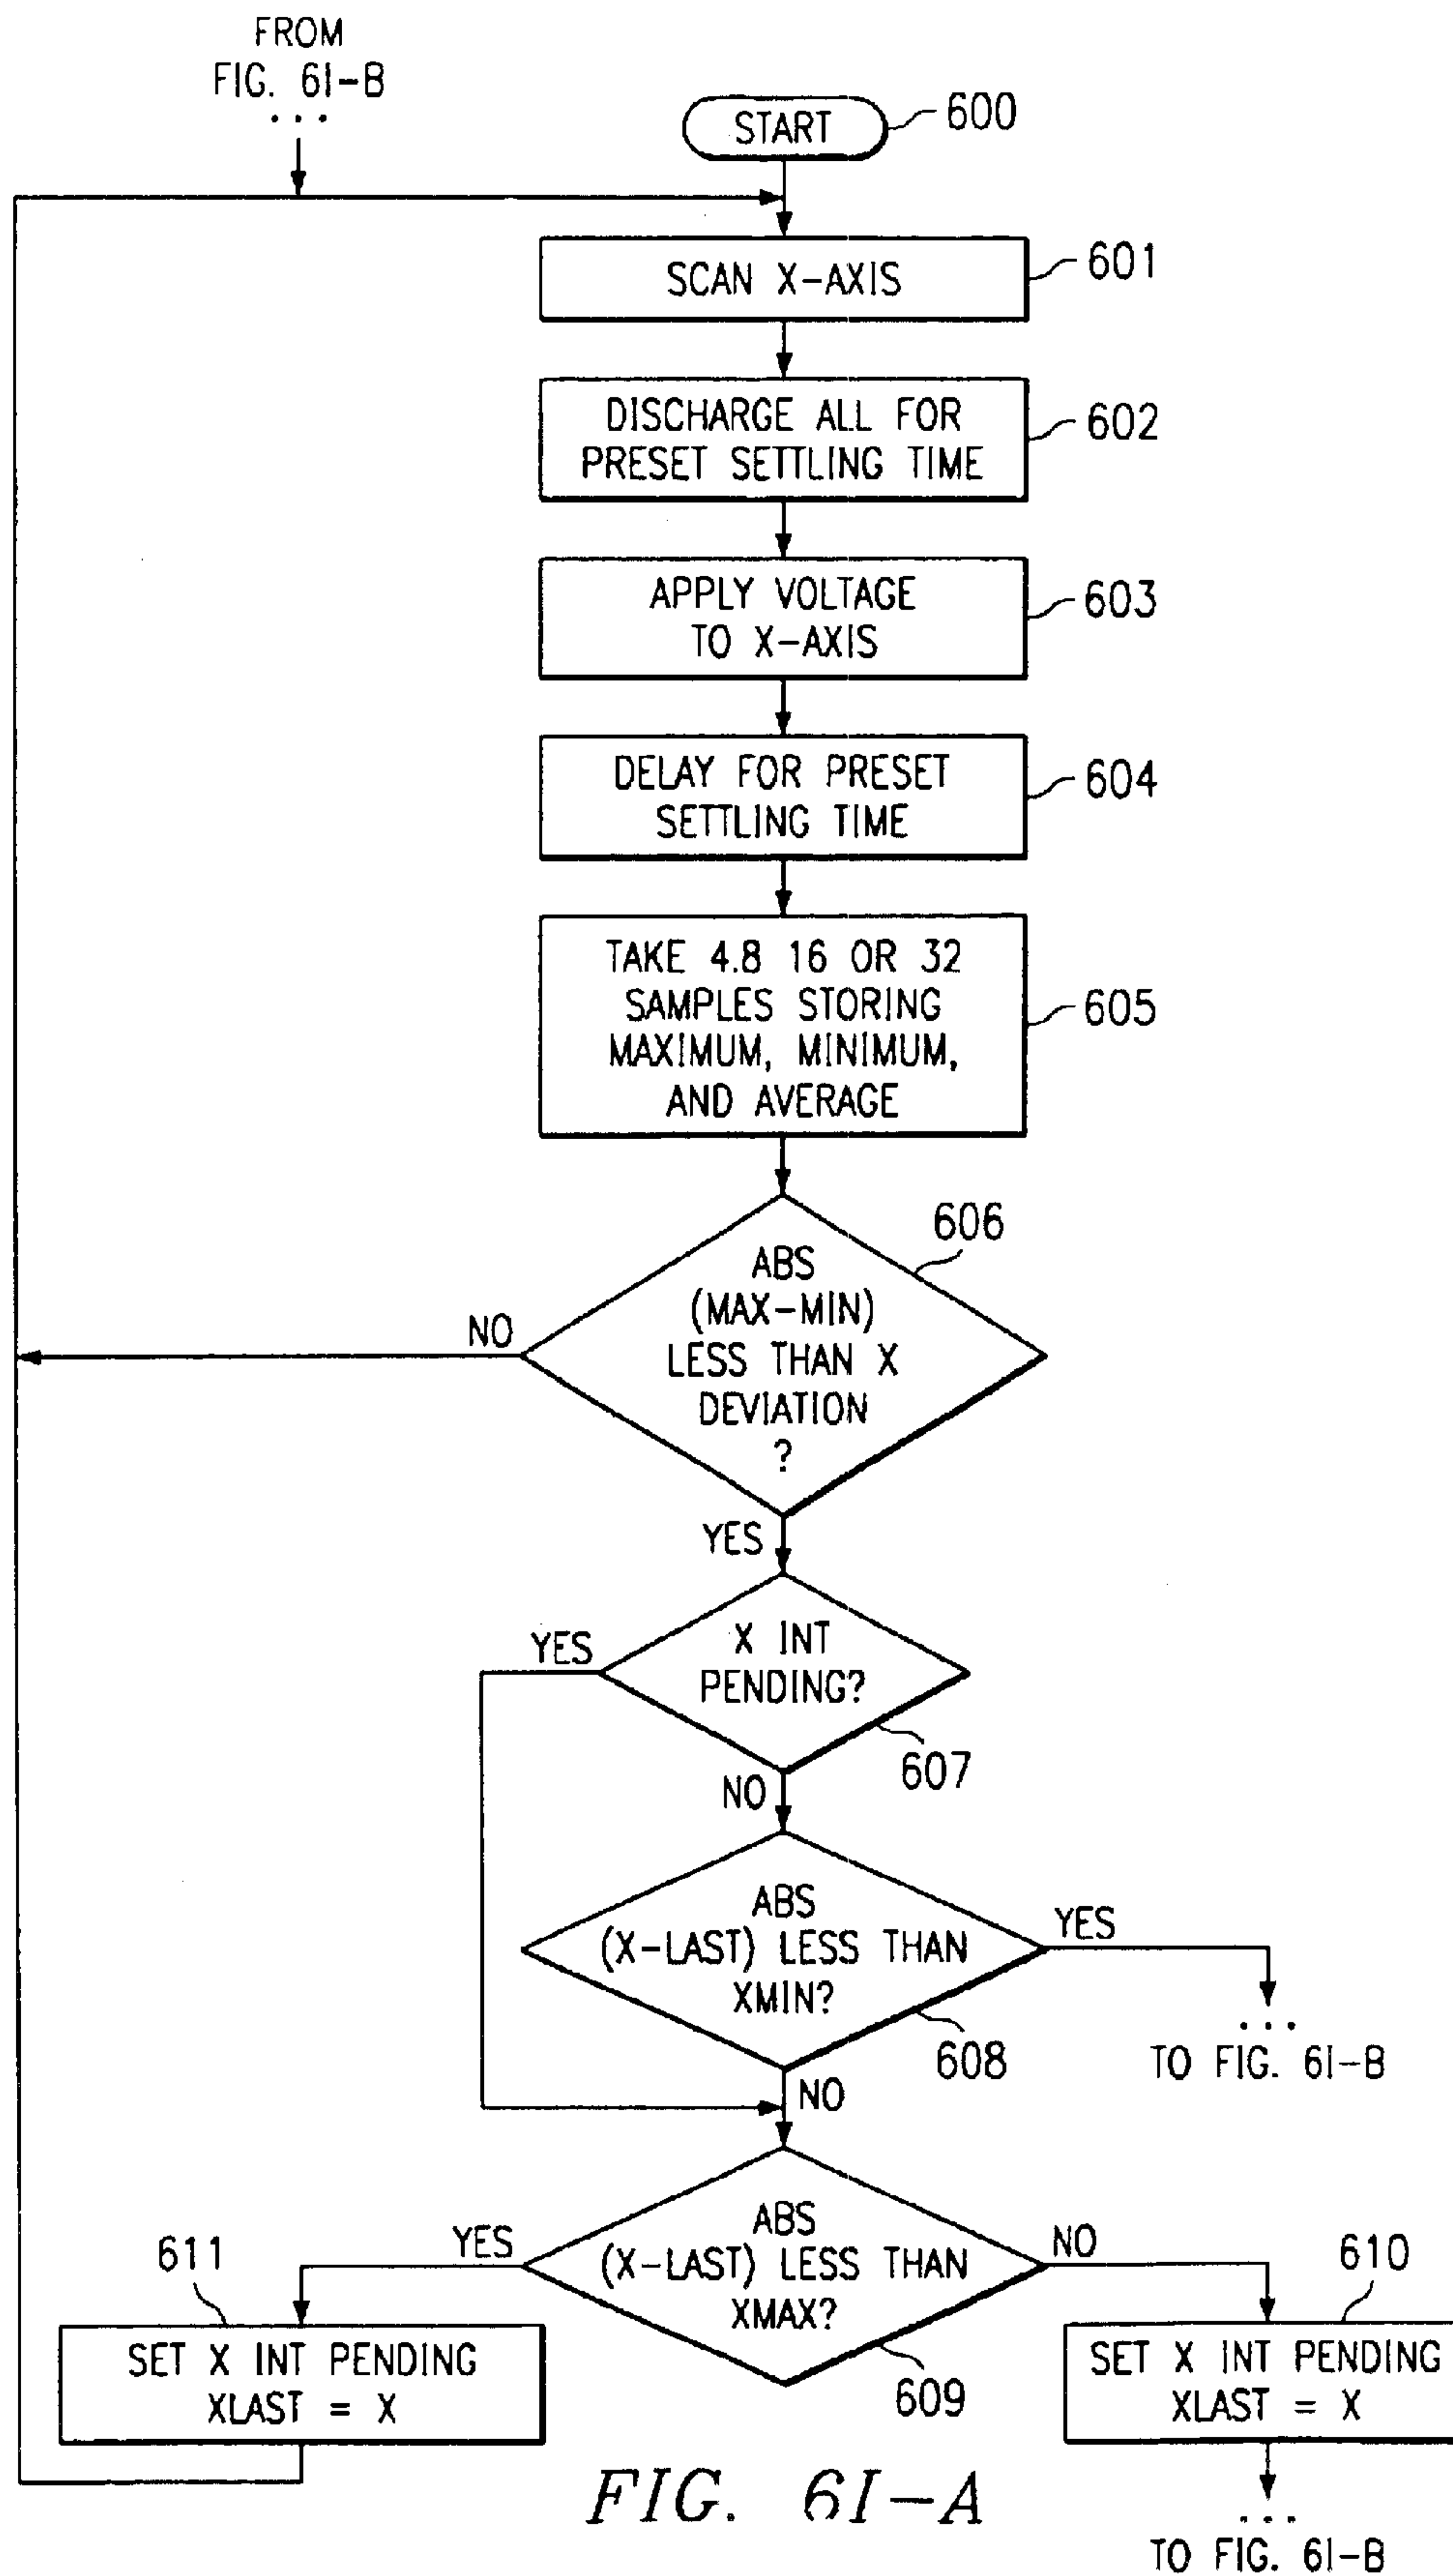 FROM
FIG. 6I-B
...
START
600
SCAN X-AXIS
601
DISCHARGE ALL FOR
PRESET SETTLING TIME
602
APPLY VOLTAGE
TO X-AXIS
603
DELAY FOR PRESET
SETTLING TIME
604
TAKE 4.8 16 OR 32
SAMPLES STORING
MAXIMUM, MINIMUM,
AND AVERAGE
605
606
ABS
(MAX-MIN)
LESS THAN X
DEVIATION
?
NO
YES
X INT
PENDING?
YES
607
NO
ABS
(X-LAST) LESS THAN
XMIN?
YES
608
...
TO FIG. 6I-B
NO
ABS
(X-LAST) LESS THAN
XMAX?
YES
NO
609
611
SET X INT PENDING
XLAST = X
610
SET X INT PENDING
XLAST = X
...
TO FIG. 6I-B
FIG. 6I-A